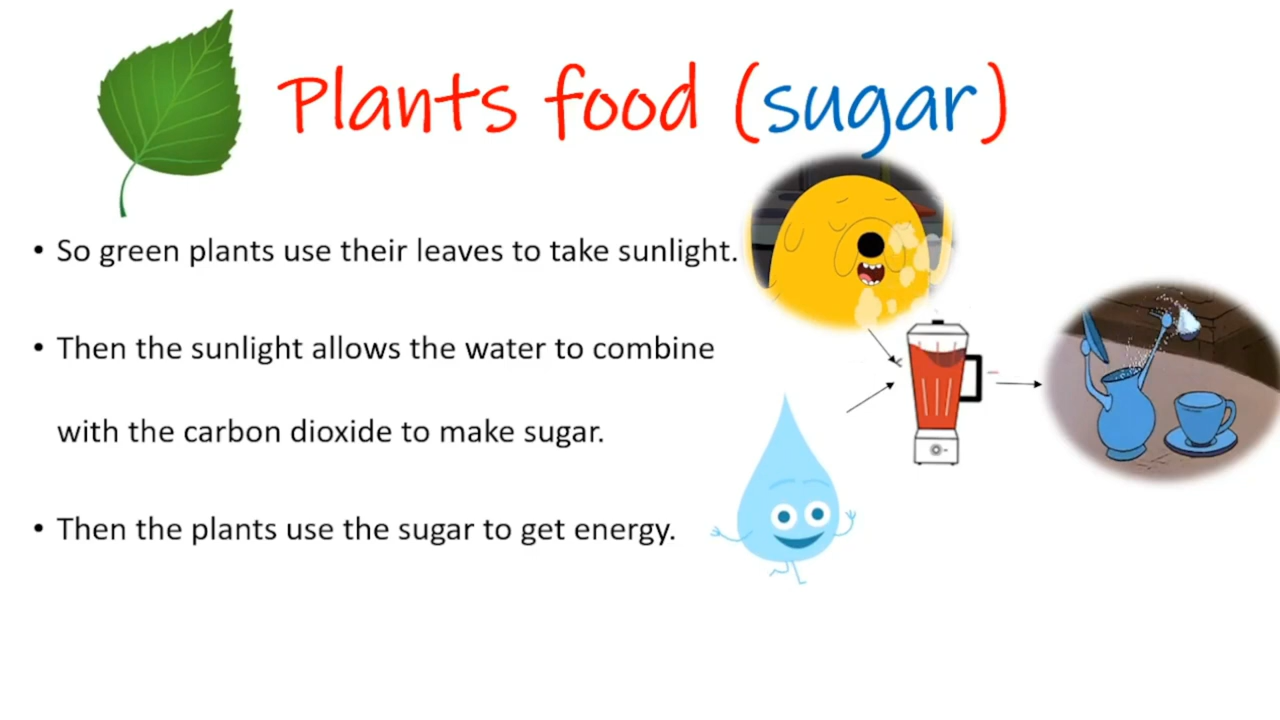 Plants food (sugar)
• So green plants use their leaves to take sunlight.
• Then the sunlight allows the water to combine
with the carbon dioxide to make sugar.
• Then the plants use the sugar to get energy.